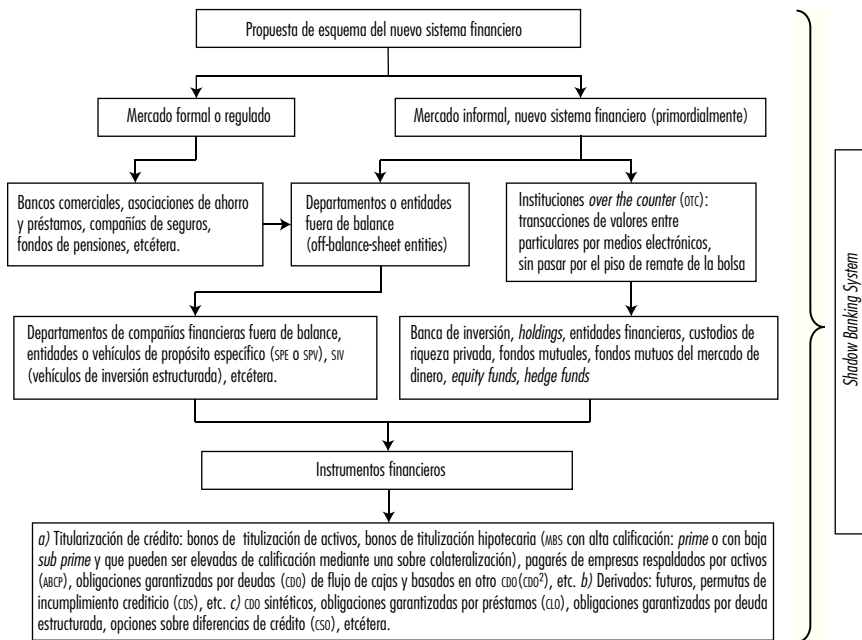 Propuesta de esquema del nuevo sistema financiero
Mercado formal o regulado
Mercado informal, nuevo sistema financiero (primordialmente)
Bancos comerciales, asociaciones de ahorro
y préstamos, compañías de seguros,
fondos de pensiones, etcétera.
Departamentos o entidades
fuera de balance
(off-balance-sheet entities)
Instituciones over the counter (OTC):
transacciones de valores entre
particulares por medios electrónicos,
sin pasar por el piso de remate de la bolsa
Departamentos de compañías financieras fuera de balance,
entidades o vehículos de propósito específico (SPE o SPV), SIV
(vehículos de inversión estructurada), etcétera.
Banca de inversión, holdings, entidades financieras, custodios de
riqueza privada, fondos mutuales, fondos mutuos del mercado de
dinero, equity funds, hedge funds
Instrumentos financieros
a) Titularización de crédito: bonos de titulización de activos, bonos de titulización hipotecaria (MBS con alta calificación: prime o con baja
sub prime y que pueden ser elevadas de calificación mediante una sobre colateralización), pagarés de empresas respaldados por activos
(ABCP), obligaciones garantizadas por deudas (CDO) de flujo de cajas y basados en otro CDO(CDO²), etc. b) Derivados: futuros, permutas de
incumplimiento crediticio (CDS), etc. c) CDO sintéticos, obligaciones garantizadas por préstamos (CLO), obligaciones garantizadas por deuda
estructurada, opciones sobre diferencias de crédito (CSO), etcétera.
Shadow Banking System